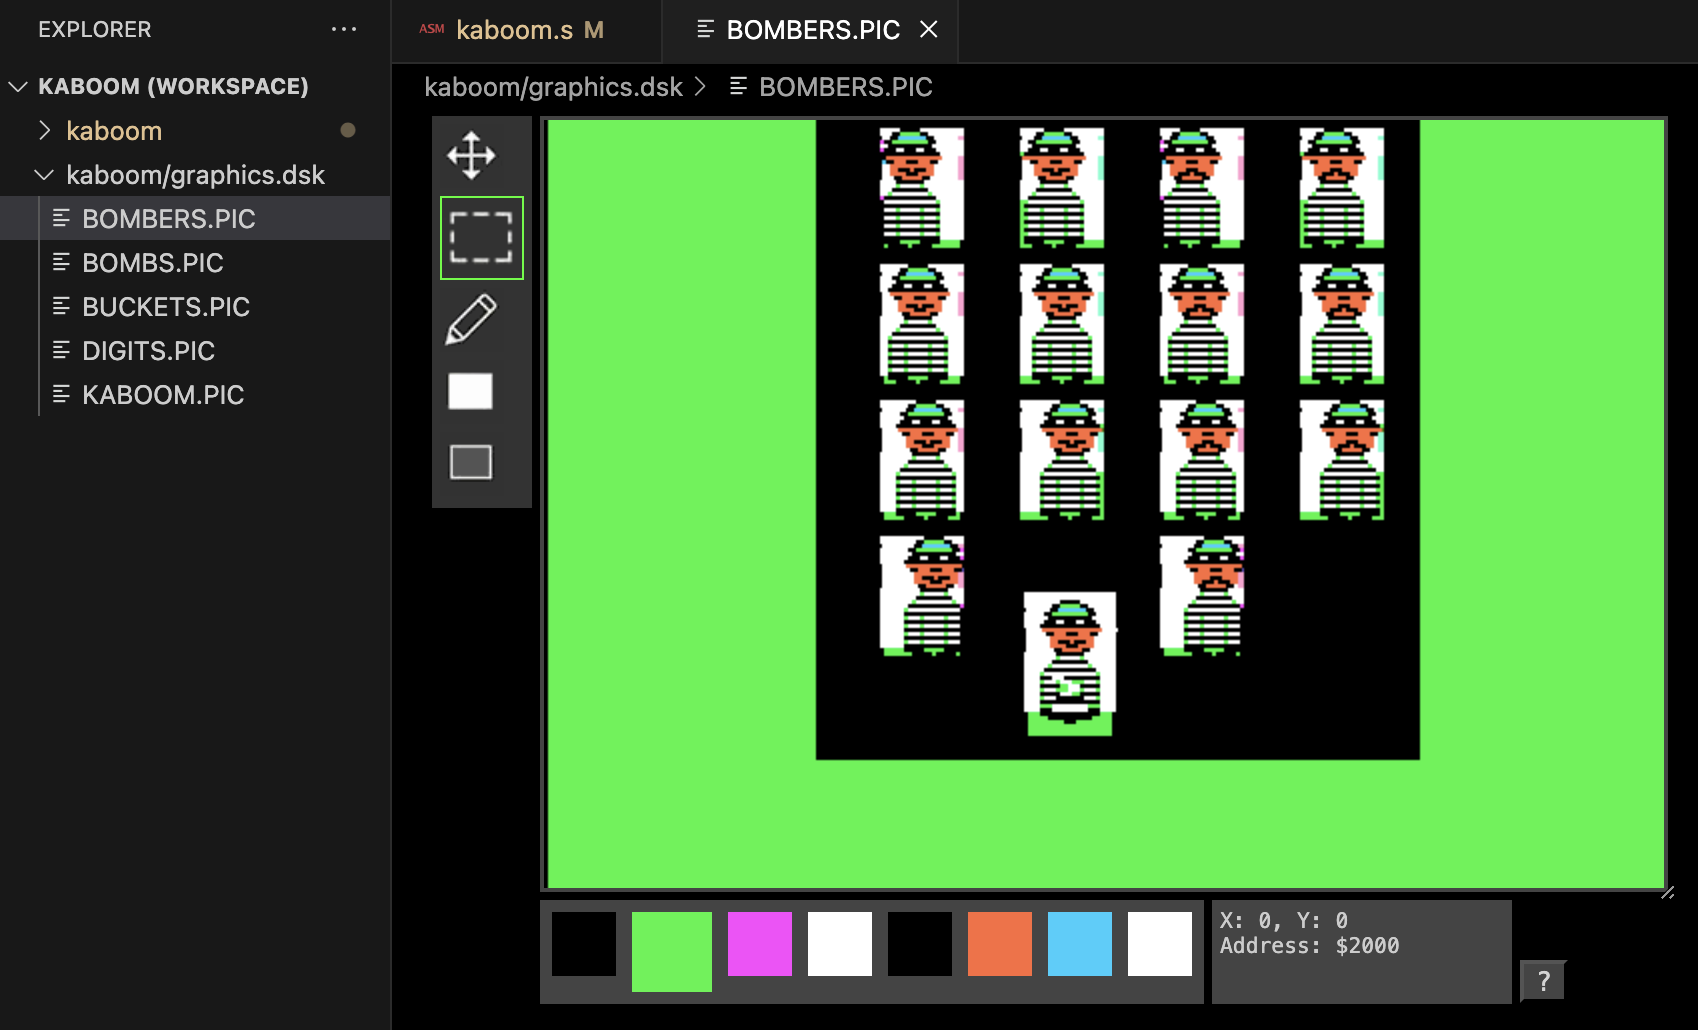 EXPLORER
KABOOM (WORKSPACE)
kaboom
kaboom/graphics.dsk
BOMBERS.PIC
BOMBS.PIC
BUCKETS.PIC
DIGITS.PIC
KABOOM.PIC
ASM kaboom.s M
BOMBERS.PIC
kaboom/graphics.dsk > BOMBERS.PIC
X: 0, Y: 0
Address: $2000
?